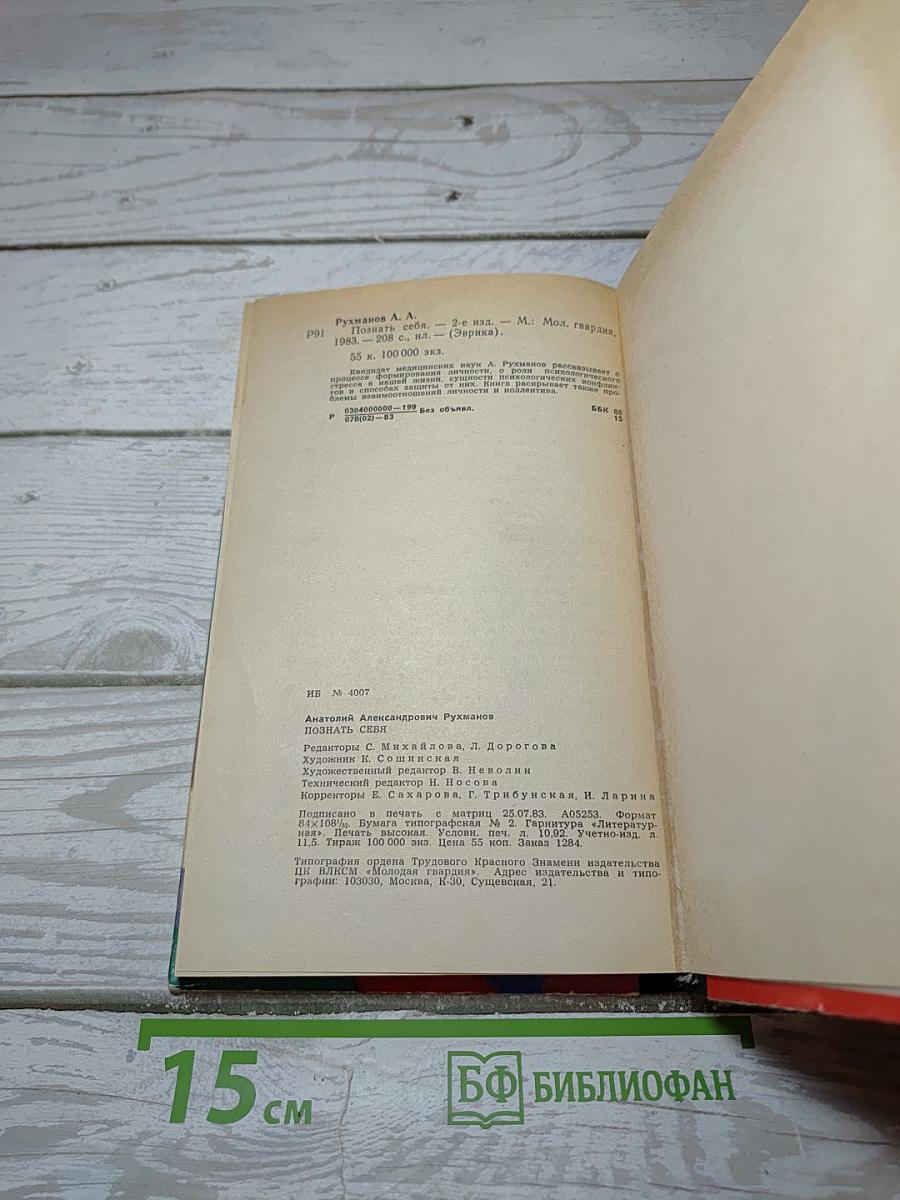 Рухманов А. А.
Р91 Познать себя. — 2-е изд. — М.: Мол. гвардия,
1983. — 208 с., ил. — (Эврика).
55 к. 100 000 экз.
Кандидат медицинских наук А. Рухманов рассказывает о
процессе формирования личности, о роли психологического
стресса в нашей жизни, сущности психологических конфлик-
тов и способах защиты от них. Книга раскрывает также про-
блемы взаимоотношений личности и коллектива.
Р 0304000000—199 Без объявл. ББК 88
078(02)—83 15
ИБ № 4007
Анатолий Александрович Рухманов
ПОЗНАТЬ СЕБЯ
Редакторы С. Михайлова, Л. Дорогова
Художник К. Сошинская
Художественный редактор В. Неволин
Технический редактор Н. Носова
Корректоры Е. Сахарова, Г. Трибунская, И. Ларина
Подписано в печать с матриц 25.07.83. А05253. Формат
84×108¹/₃₂. Бумага типографская № 2. Гарнитура «Литератур-
ная». Печать высокая. Условн. печ. л. 10,92. Учетно-изд. л.
11,5. Тираж 100 000 экз. Цена 55 коп. Заказ 1284.
Типография ордена Трудового Красного Знамени издательства
ЦК ВЛКСМ «Молодая гвардия». Адрес издательства и типо-
графии: 103030, Москва, К-30, Сущевская, 21.
15 см БФ БИБЛИОФАН